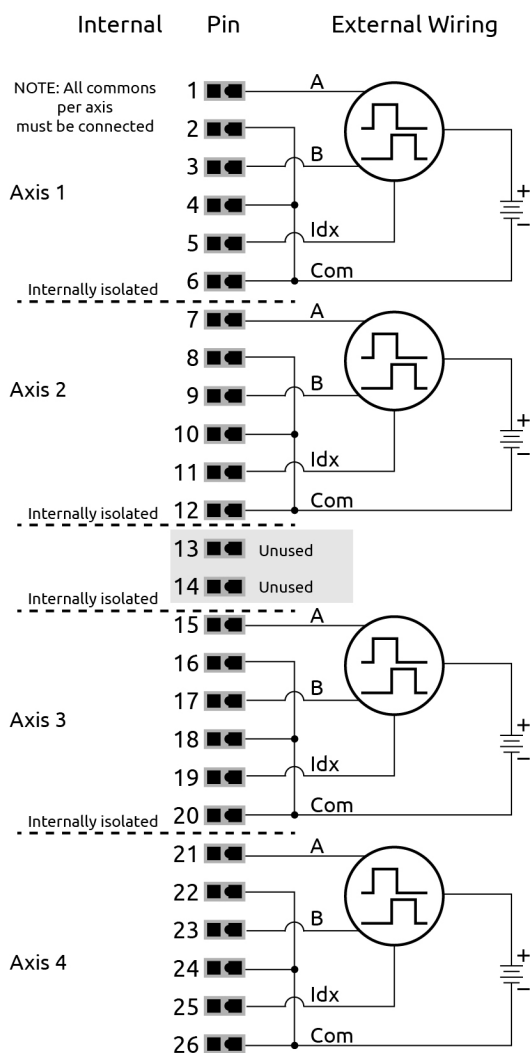 Internal Pin External Wiring
NOTE: All commons
per axis
must be connected
1 A
2
3 B
Axis 1
4
5 Idx
6 Com
+
−
Internally isolated
7 A
8
Axis 2
9 B
10
11 Idx
12 Com
+
−
Internally isolated
13 Unused
14 Unused
Internally isolated
15 A
16
17 B
Axis 3
18
19 Idx
20 Com
+
−
Internally isolated
21 A
22
23 B
Axis 4
24
25 Idx
26 Com
+
−